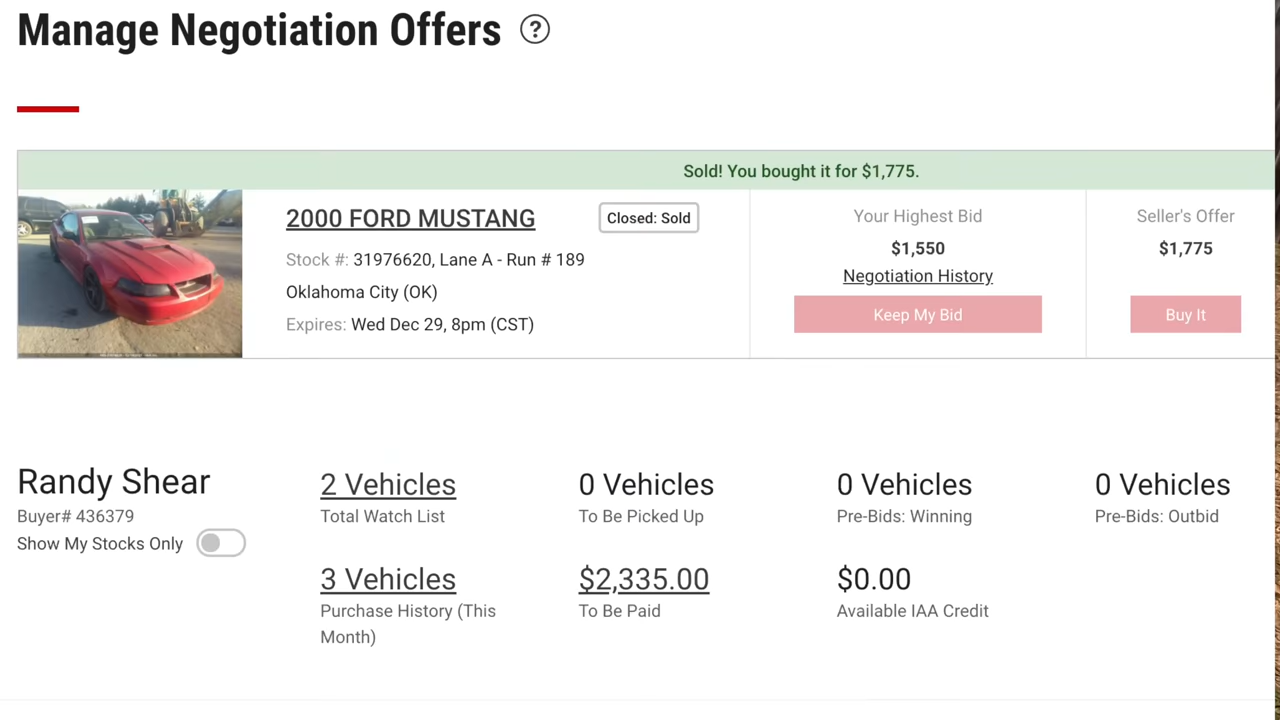 Manage Negotiation Offers ?
Sold! You bought it for $1,775.
2000 FORD MUSTANG
Closed: Sold
Stock #: 31976620, Lane A - Run # 189
Oklahoma City (OK)
Expires: Wed Dec 29, 8pm (CST)
Your Highest Bid
$1,550
Negotiation History
Keep My Bid
Seller's Offer
$1,775
Buy It
Randy Shear
Buyer# 436379
Show My Stocks Only
2 Vehicles
Total Watch List
0 Vehicles
To Be Picked Up
0 Vehicles
Pre-Bids: Winning
0 Vehicles
Pre-Bids: Outbid
3 Vehicles
Purchase History (This
Month)
$2,335.00
To Be Paid
$0.00
Available IAA Credit